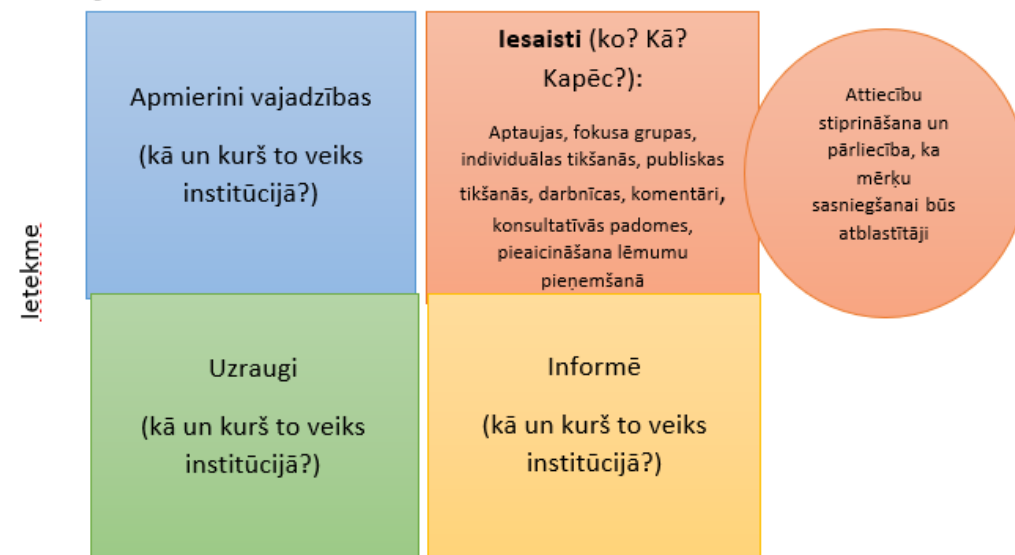 Ietekme
Apmierini vajadzības
(kā un kurš to veiks
institūcijā?)
Iesaisti (ko? Kā?
Kapēc?):
Aptaujas, fokusa grupas,
individuālas tikšanās, publiskas
tikšanās, darbnīcas, komentāri,
konsultatīvās padomes,
pieaicināšana lēmumu
pieņemšanā
Attiecību
stiprināšana un
pārliecība, ka
mērķu
sasniegšanai būs
atblastītāji
Uzraugi
(kā un kurš to veiks
institūcijā?)
Informē
(kā un kurš to veiks
institūcijā?)